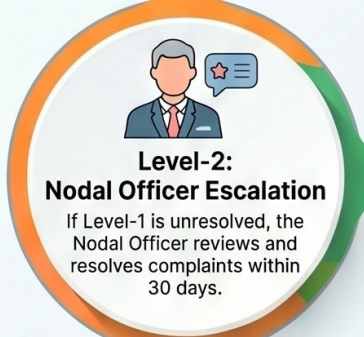 Level-2:
Nodal Officer Escalation
If Level-1 is unresolved, the
Nodal Officer reviews and
resolves complaints within
30 days.